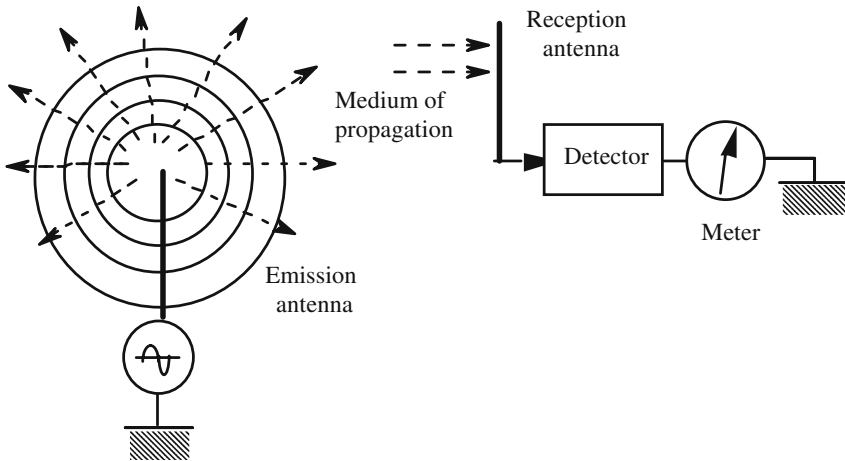 Reception
antenna
Medium of
propagation
Detector
Meter
Emission
antenna